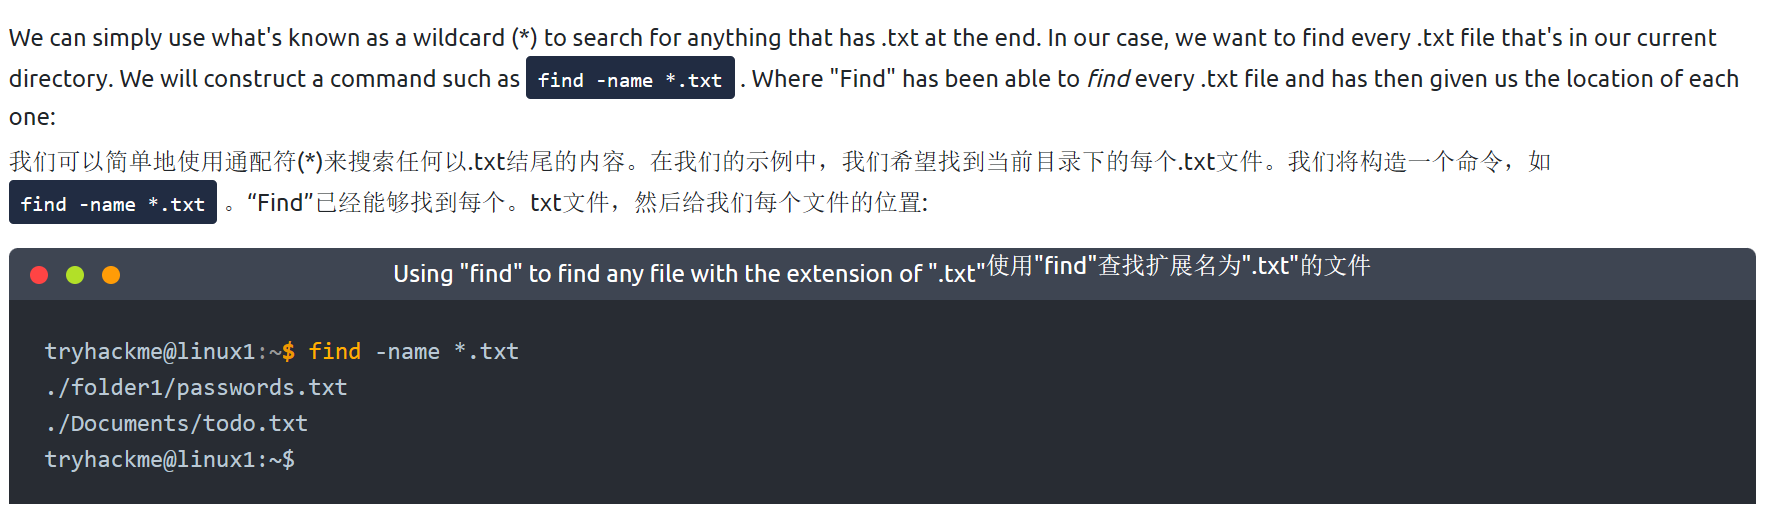 We can simply use what's known as a wildcard (*) to search for anything that has .txt at the end. In our case, we want to find every .txt file that's in our current
directory. We will construct a command such as find -name *.txt . Where "Find" has been able to find every .txt file and has then given us the location of each
one:
我们可以简单地使用通配符(*)来搜索任何以.txt结尾的内容。在我们的示例中，我们希望找到当前目录下的每个.txt文件。我们将构造一个命令，如
find -name *.txt 。“Find”已经能够找到每个。txt文件，然后给我们每个文件的位置:
Using "find" to find any file with the extension of ".txt"使用"find"查找扩展名为".txt"的文件
tryhackme@linux1:~$ find -name *.txt
./folder1/passwords.txt
./Documents/todo.txt
tryhackme@linux1:~$